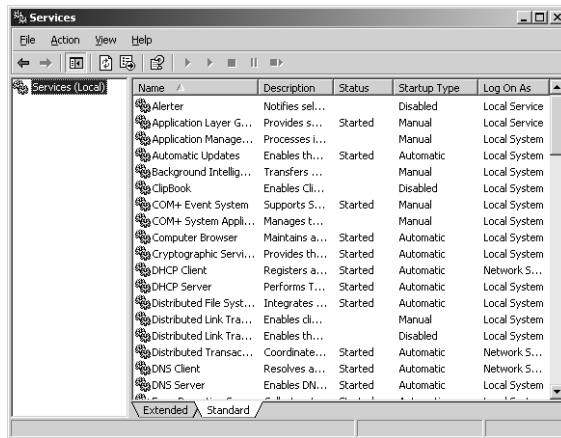 Services
File Action View Help
Services (Local)
Name Description Status Startup Type Log On As
Alerter Notifies sel... Disabled Local Service
Application Layer G... Provides s... Started Manual Local Service
Application Manage... Processes i... Manual Local System
Automatic Updates Enables th... Started Automatic Local System
Background Intellig... Transfers ... Manual Local System
ClipBook Enables Cli... Disabled Local System
COM+ Event System Supports S... Started Manual Local System
COM+ System Appli... Manages t... Manual Local System
Computer Browser Maintains a... Started Automatic Local System
Cryptographic Servi... Provides th... Started Automatic Local System
DHCP Client Registers a... Started Automatic Network S...
DHCP Server Performs T... Started Automatic Local System
Distributed File Syst... Integrates ... Started Automatic Local System
Distributed Link Tra... Enables cli... Manual Local System
Distributed Link Tra... Enables th... Disabled Local System
Distributed Transac... Coordinate... Started Automatic Network S...
DNS Client Resolves a... Started Automatic Network S...
DNS Server Enables DN... Started Automatic Local System
Extended Standard